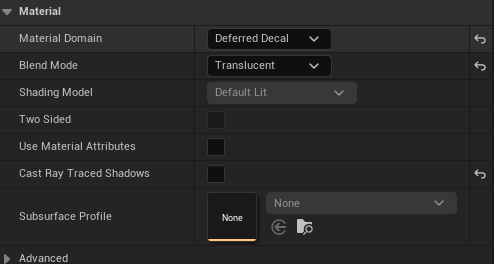 Material
Material Domain
Deferred Decal
Blend Mode
Translucent
Shading Model
Default Lit
Two Sided
Use Material Attributes
Cast Ray Traced Shadows
Subsurface Profile
None
None
Advanced